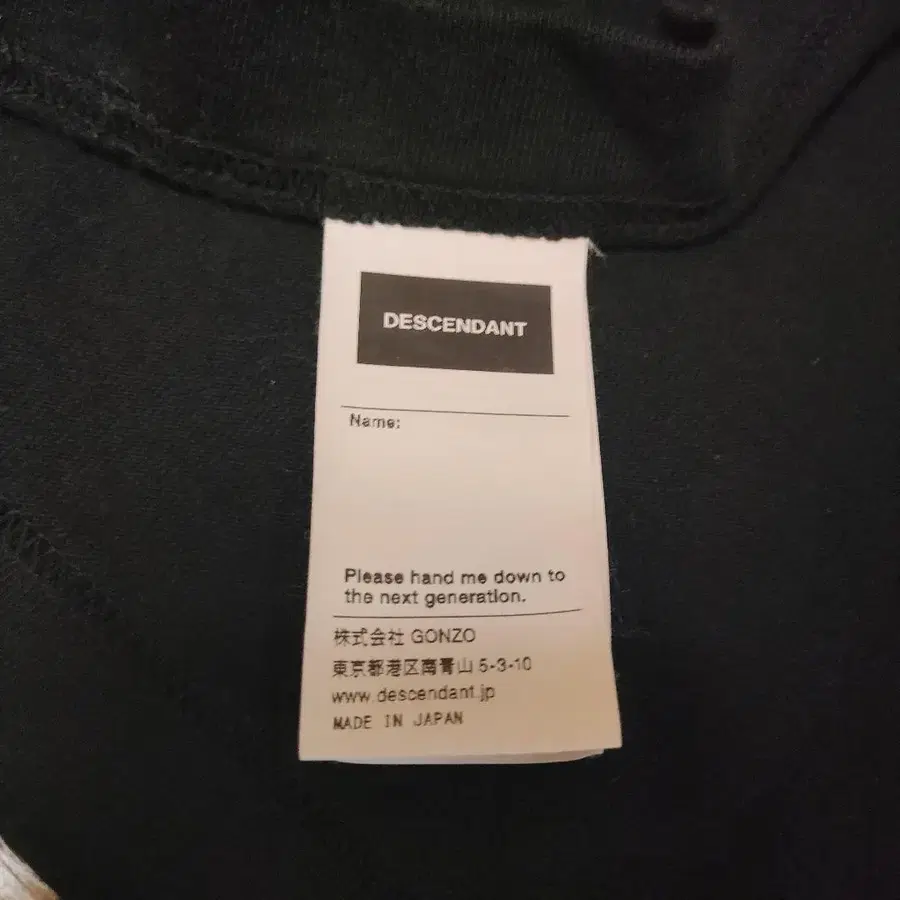 DESCENDANT
Name:
Please hand me down to
the next generation.
株式会社 GONZO
東京都港区南青山 5-3-10
www.descendant.jp
MADE IN JAPAN